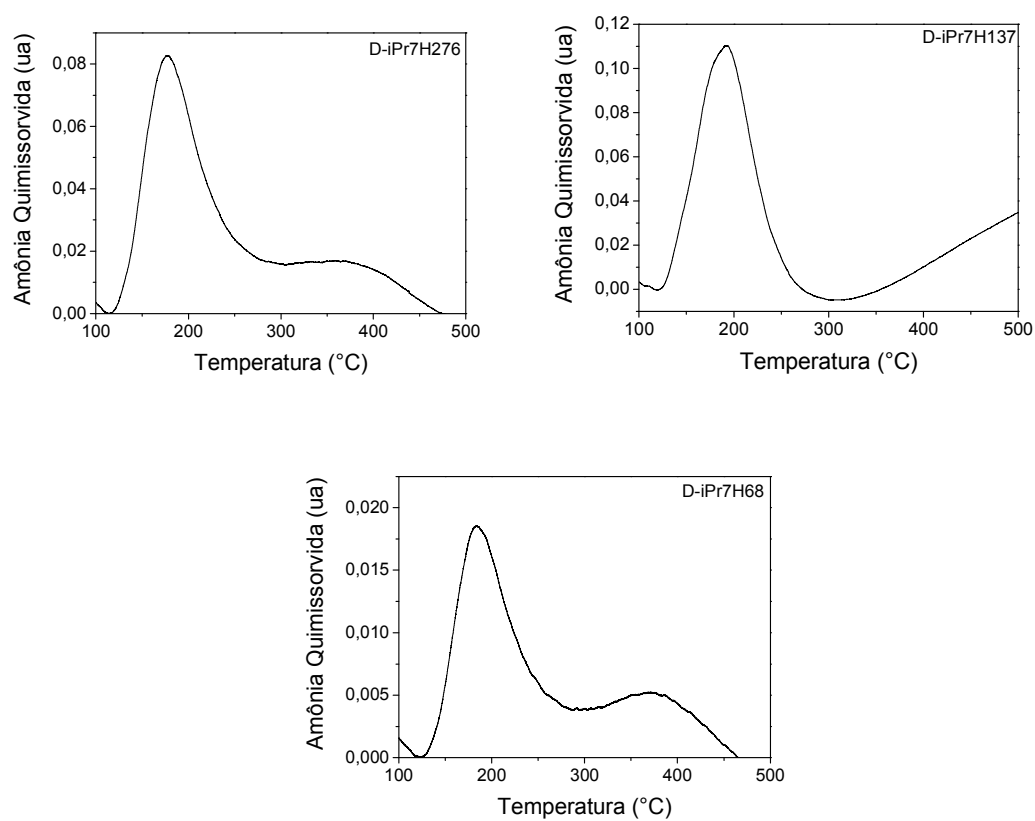 D-iPr7H276
Amônia Quimissorvida (ua)
0,08
0,06
0,04
0,02
0,00
100 200 300 400 500
Temperatura (°C)
D-iPr7H137
Amônia Quimissorvida (ua)
0,12
0,10
0,08
0,06
0,04
0,02
0,00
100 200 300 400 500
Temperatura (°C)
D-iPr7H68
Amônia Quimissorvida (ua)
0,020
0,015
0,010
0,005
0,000
100 200 300 400 500
Temperatura (°C)